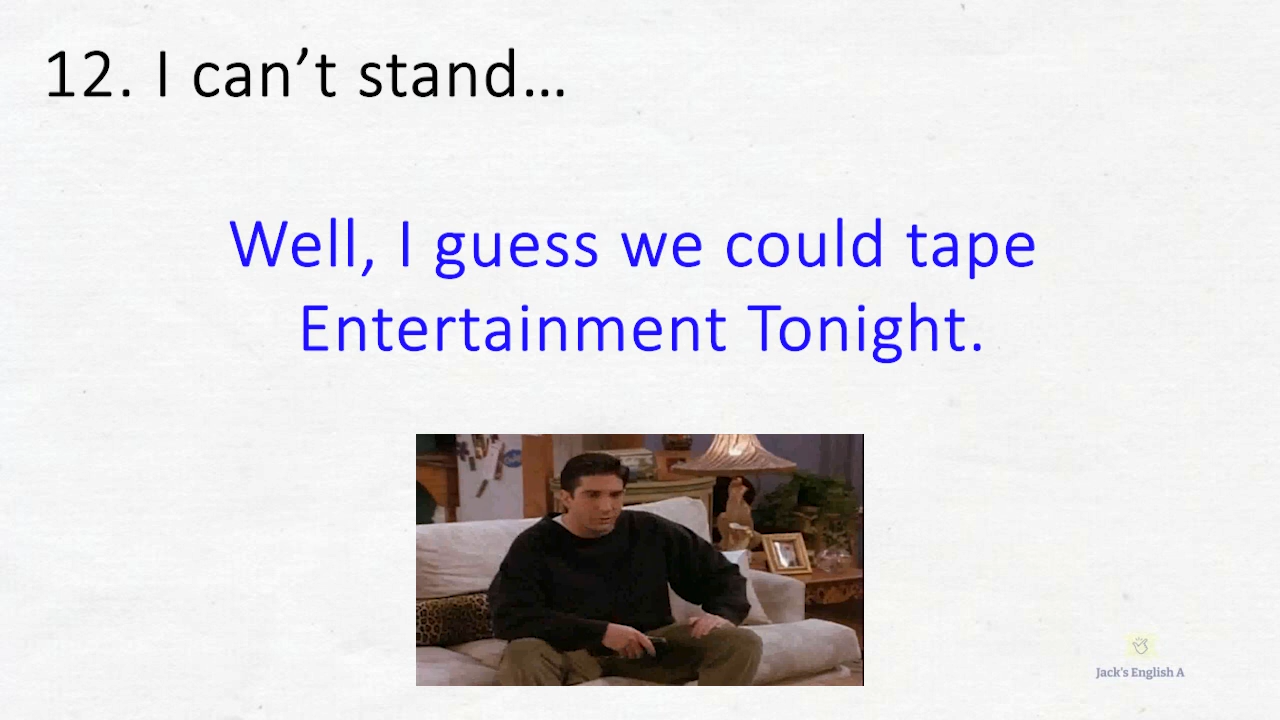 12. I can’t stand…
Well, I guess we could tape
Entertainment Tonight.
Jack's English A